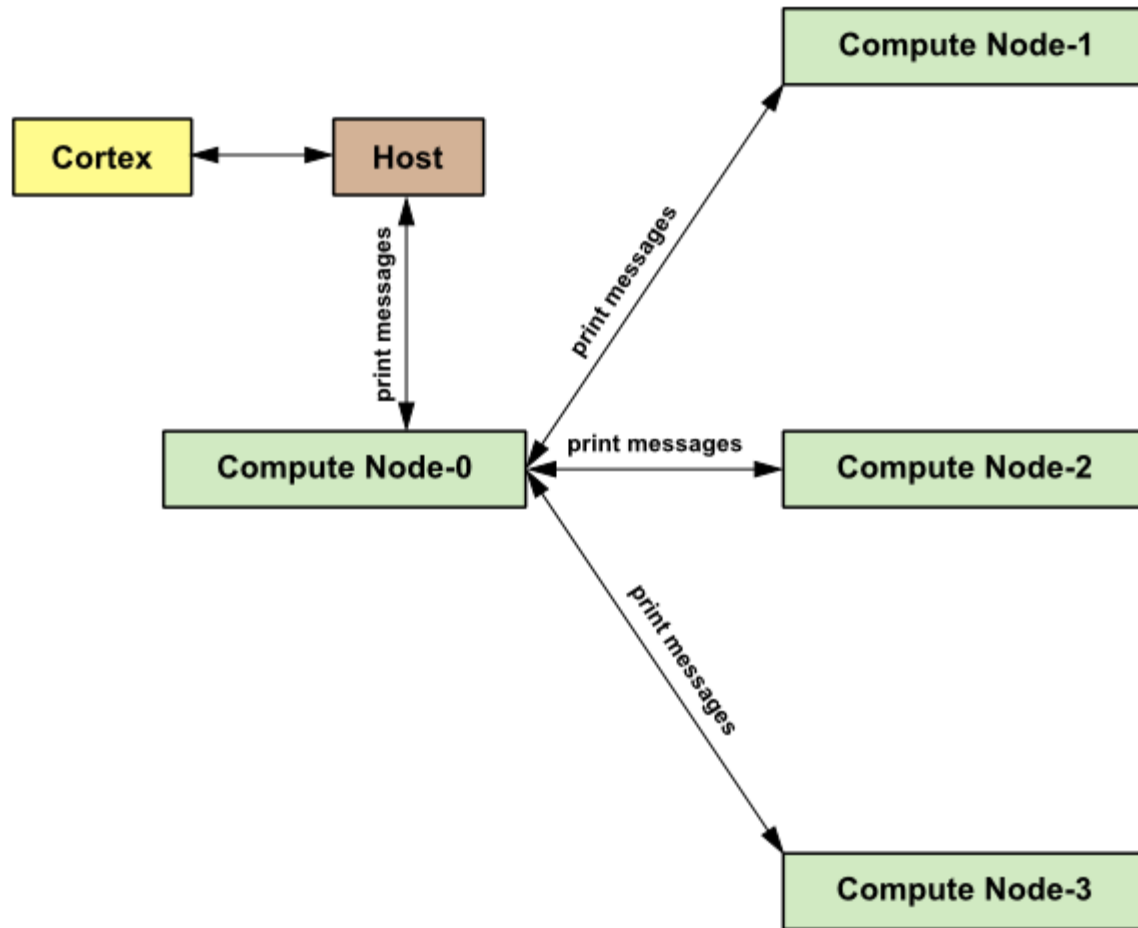 Compute Node-1
Cortex
Host
print messages
print messages
Compute Node-0
print messages
Compute Node-2
print messages
Compute Node-3